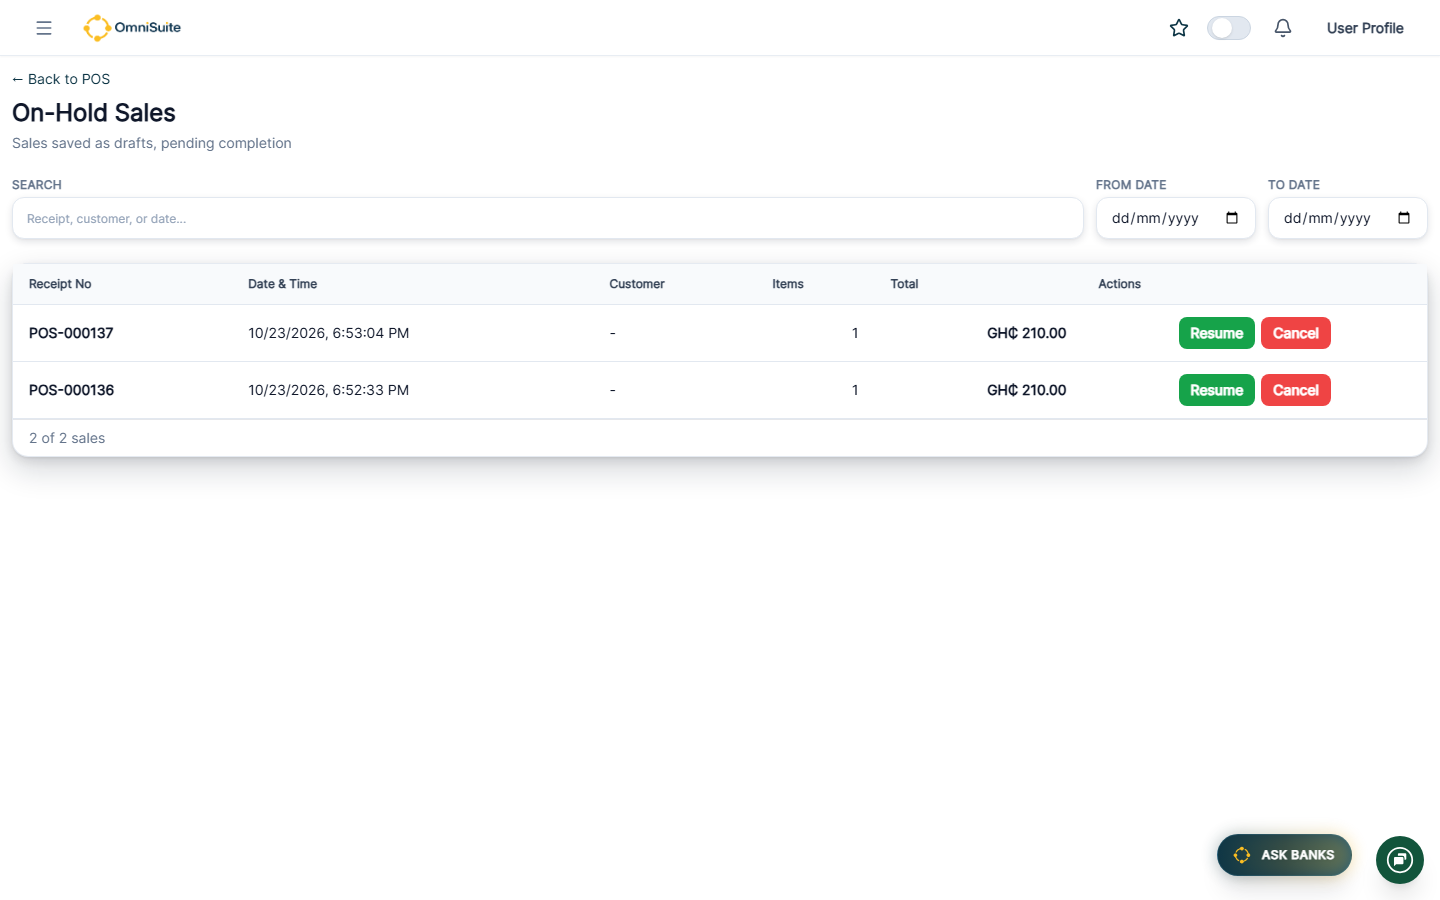 OmniSuite
User Profile
← Back to POS
On-Hold Sales
Sales saved as drafts, pending completion
SEARCH
FROM DATE
TO DATE
Receipt, customer, or date...
dd/mm/yyyy
dd/mm/yyyy
Receipt No Date & Time Customer Items Total Actions
POS-000137 10/23/2026, 6:53:04 PM - 1 GH₵ 210.00 Resume Cancel
POS-000136 10/23/2026, 6:52:33 PM - 1 GH₵ 210.00 Resume Cancel
2 of 2 sales
ASK BANKS